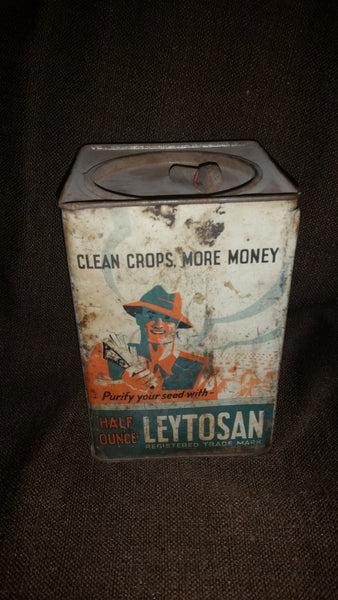 CLEAN CROPS, MORE MONEY
Purify your seed with-
HALF OUNCE LEYTOSAN
REGISTERED TRADE MARK